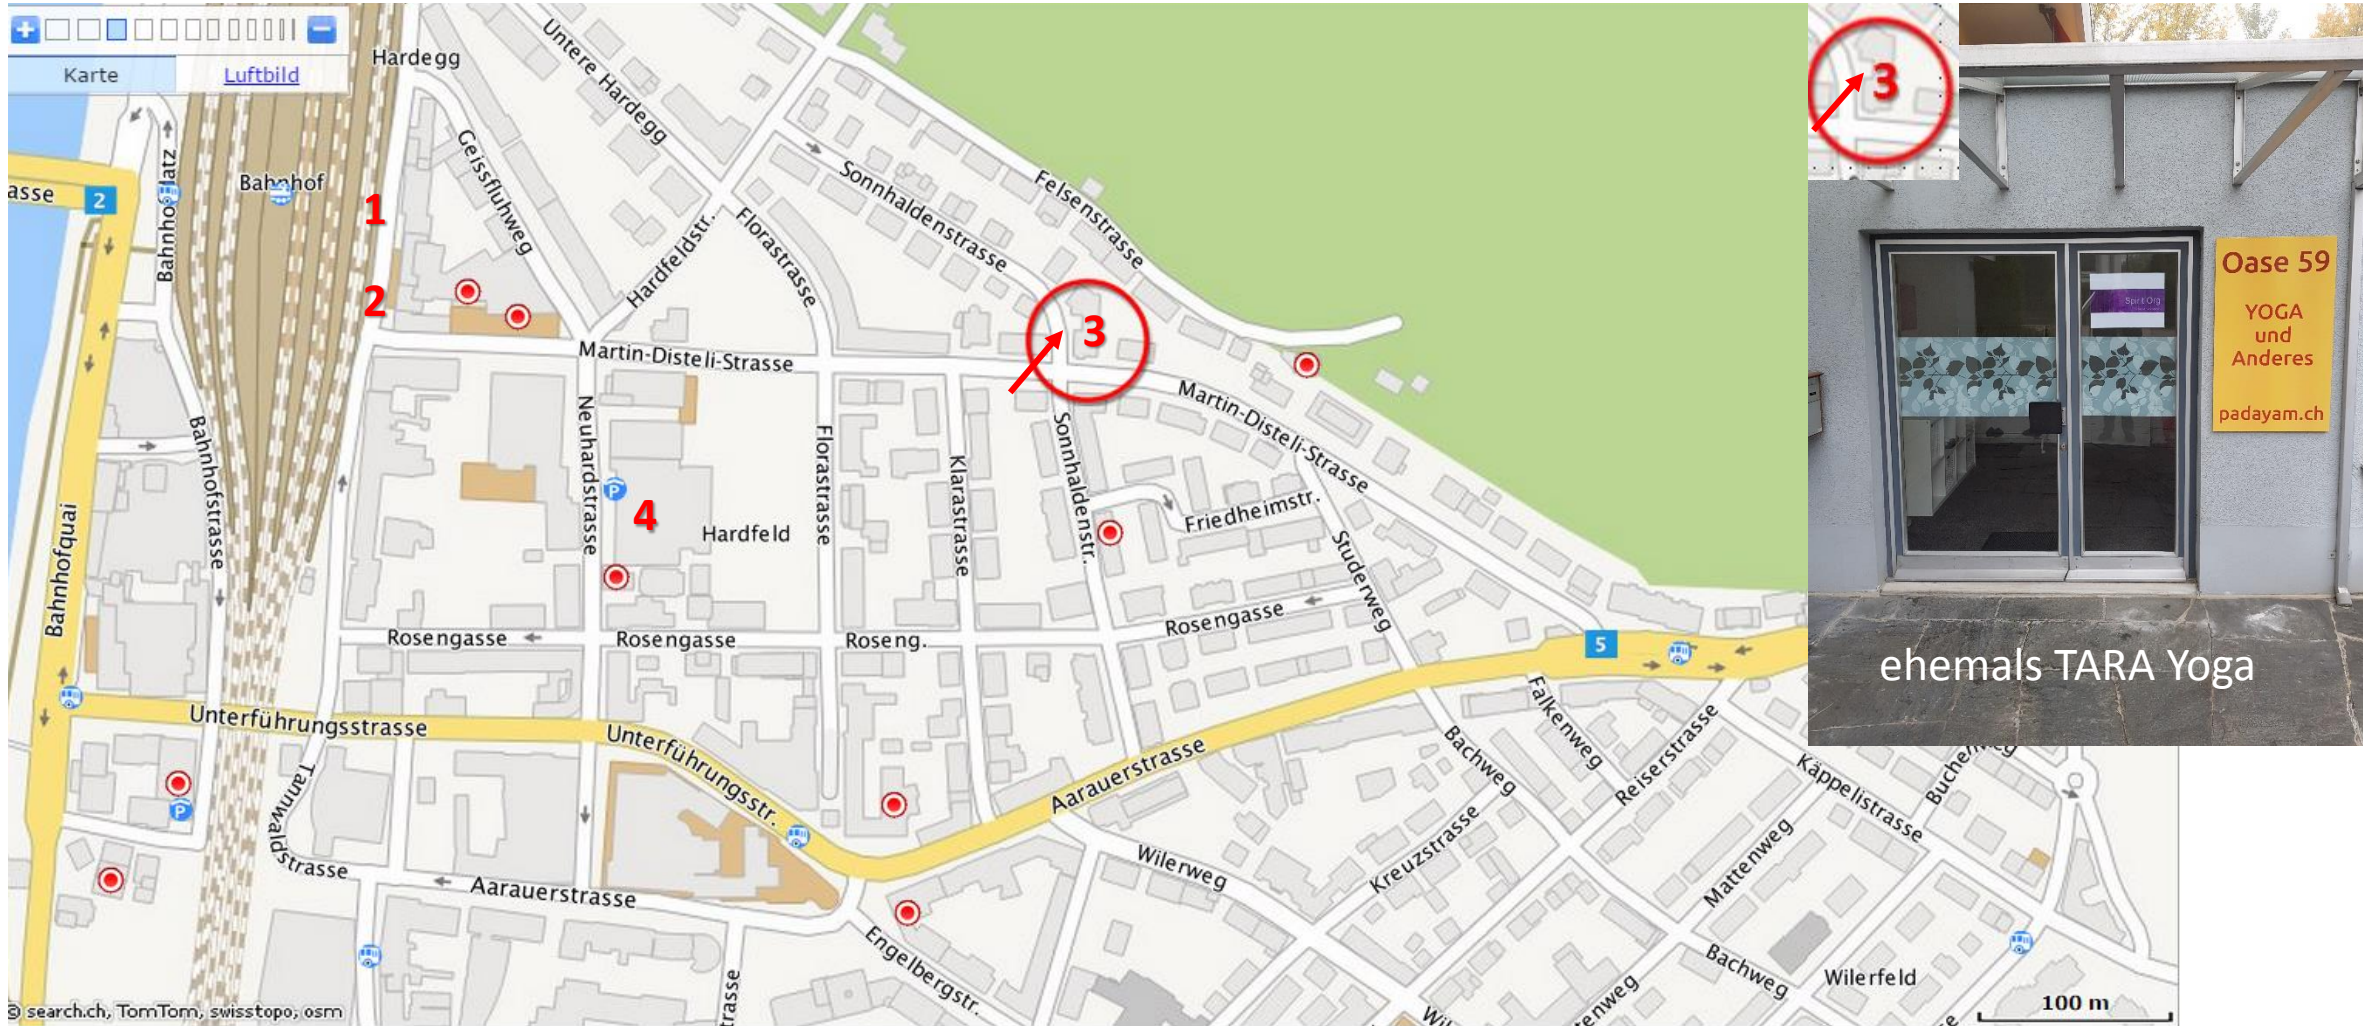 Karte
Luftbild
Hardegg
Untere Hardegg
Geissfluhweg
2
Bahnhof
Sonnhaldenstrasse
Felsenstrasse
1
2
Hardfeldstr.
Florastrasse
Martin-Disteli-Strasse
3
Martin-Disteli-Strasse
Bahnhofstrasse
Neuhardstrasse
P
4
Hardfeld
Florastrasse
Klarastrasse
Sonnhaldenstr.
Friedheimstr.
Studerweg
Bahnhofquai
Rosengasse
Rosengasse
Roseng.
Rosengasse
5
Unterführungsstrasse
Unterführungsstr.
Tannwaldstrasse
P
Aarauerstrasse
Aarauerstrasse
Falkenweg
Reiserstrasse
Bachweg
Käppelistrasse
Wilerweg
Kreuzstrasse
Mattenweg
Engelbergstr.
Bachweg
Wilerfeld
100 m
© search.ch, TomTom, swisstopo, osm
3
Oase 59
YOGA
und
Anderes
padayam.ch
Spirit Org
ehemals TARA Yoga